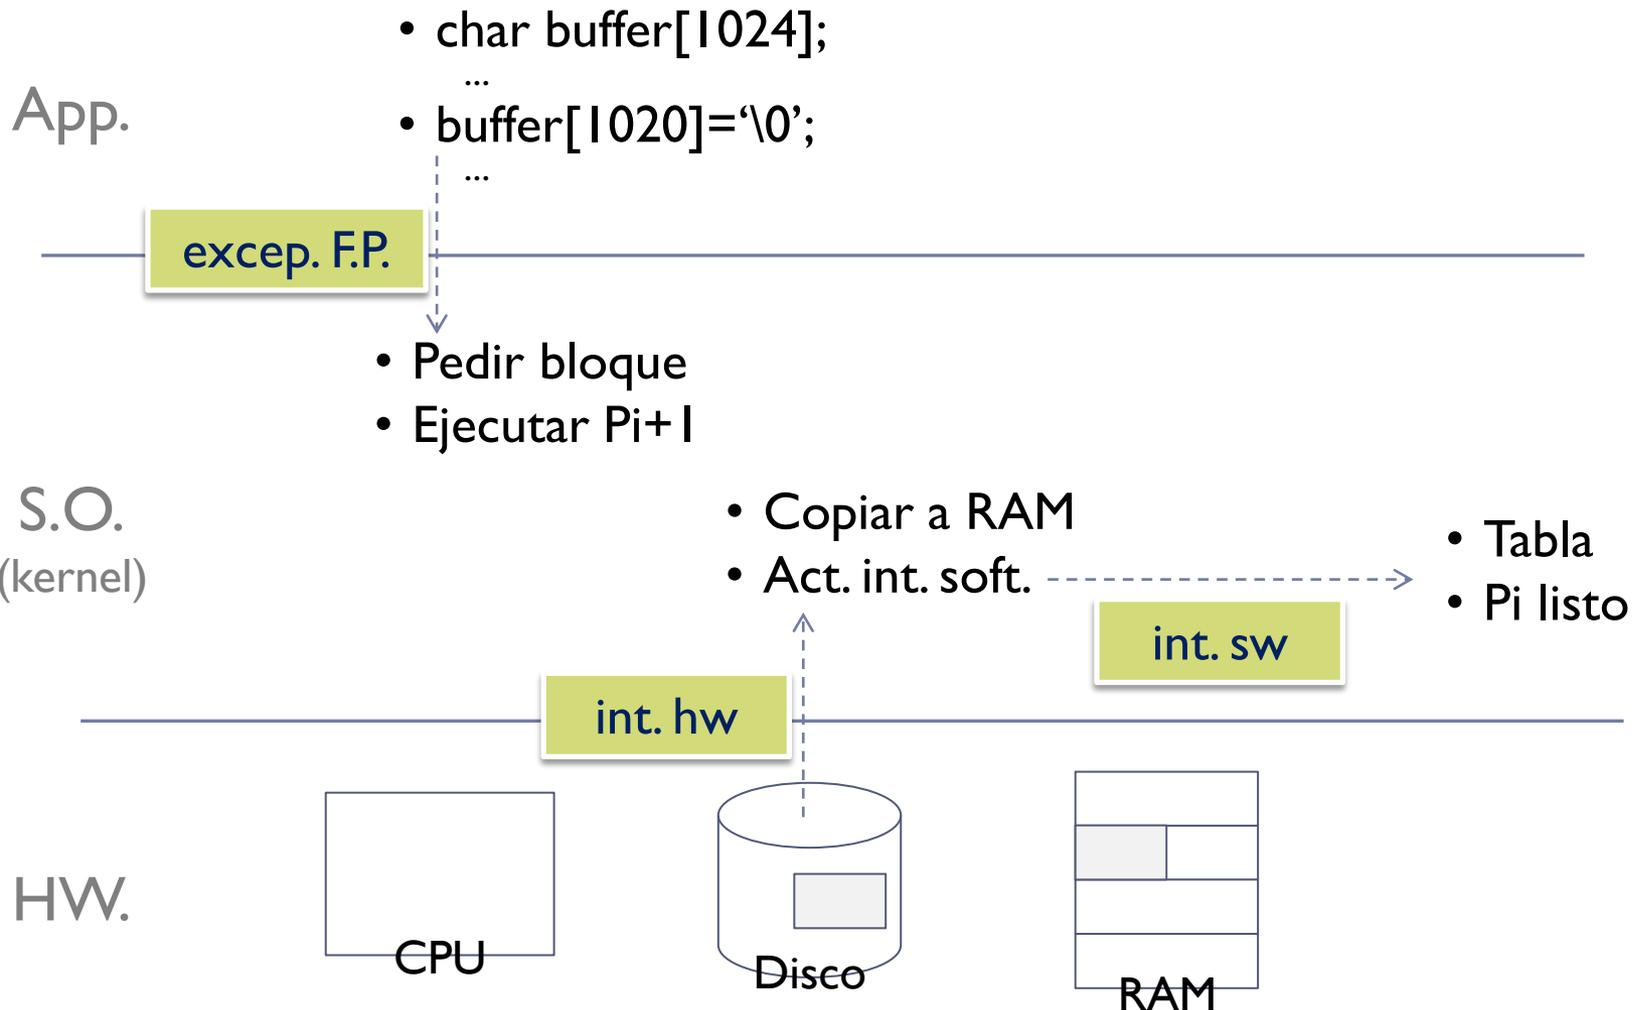 • char buffer[1024];
...
App.
• buffer[1020]=‘\0’;
...
excep. F.P.
• Pedir bloque
• Ejecutar Pi+1
S.O.
(kernel)
• Copiar a RAM
• Act. int. soft.
• Tabla
• Pi listo
int. sw
int. hw
HW.
CPU
Disco
RAM